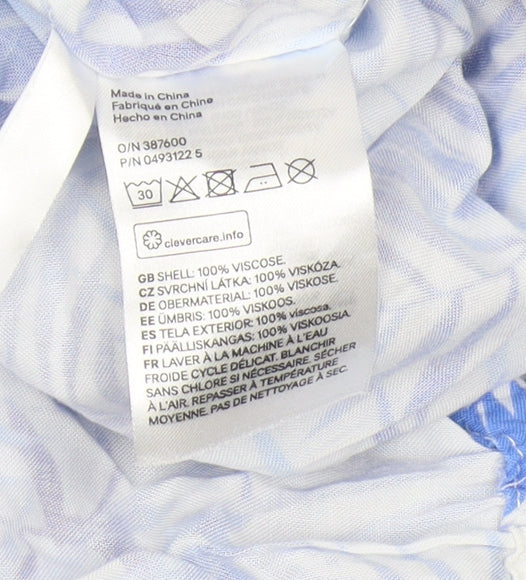 Made in China
Fabriqué en Chine
Hecho en China
O/N 387600
P/N 0493122 5
30
clevercare.info
GB SHELL: 100% VISCOSE.
CZ SVRCHNÍ LÁTKA: 100% VISKÓZA.
DE OBERMATERIAL: 100% VISKOSE.
EE ÜMBRIS: 100% VISKOOS.
ES TELA EXTERIOR: 100% viscosa.
FI PÄÄLLISKANGAS: 100% VISKOOSIA
FR LAVER À LA MACHINE À L'EAU
FROIDE CYCLE DÉLICAT. BLANCHIR
SANS CHLORE SI NÉCESSAIRE. SÉCHER
À L'AIR. REPASSER À TEMPÉRATURE
MOYENNE. PAS DE NETTOYAGE À SEC.